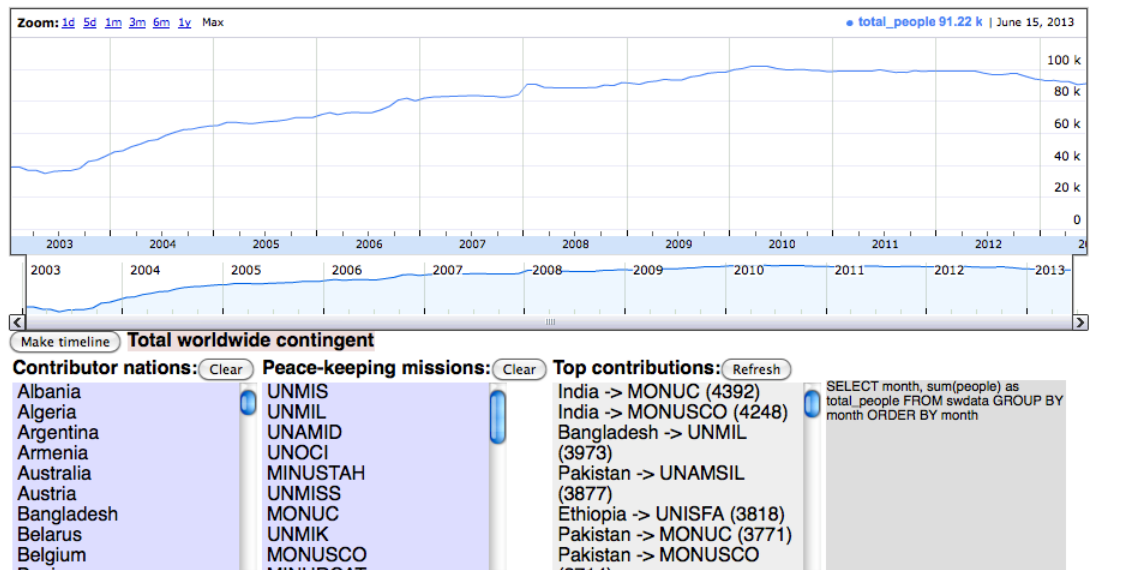 Zoom: 1d 5d 1m 3m 6m 1y Max
total_people 91.22 k | June 15, 2013
100 k
80 k
60 k
40 k
20 k
0
2003 2004 2005 2006 2007 2008 2009 2010 2011 2012 20
2003 2004 2005 2006 2007 2008 2009 2010 2011 2012 2013
Make timeline Total worldwide contingent
Contributor nations: Clear Peace-keeping missions: Clear Top contributions: Refresh
Albania
Algeria
Argentina
Armenia
Australia
Austria
Bangladesh
Belarus
Belgium
UNMIS
UNMIL
UNAMID
UNOCI
MINUSTAH
UNMISS
MONUC
UNMIK
MONUSCO
India -> MONUC (4392)
India -> MONUSCO (4248)
Bangladesh -> UNMIL
(3973)
Pakistan -> UNAMSIL
(3877)
Ethiopia -> UNISFA (3818)
Pakistan -> MONUC (3771)
Pakistan -> MONUSCO
SELECT month, sum(people) as
total_people FROM swdata GROUP BY
month ORDER BY month